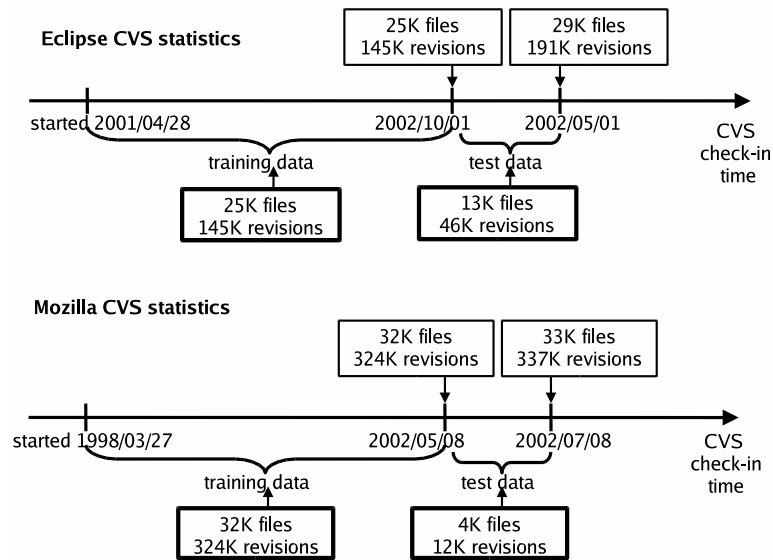 Eclipse CVS statistics
25K files
145K revisions
29K files
191K revisions
started 2001/04/28
2002/10/01
2002/05/01
CVS
check-in
time
training data
test data
25K files
145K revisions
13K files
46K revisions
Mozilla CVS statistics
32K files
324K revisions
33K files
337K revisions
started 1998/03/27
2002/05/08
2002/07/08
CVS
check-in
time
training data
test data
32K files
324K revisions
4K files
12K revisions